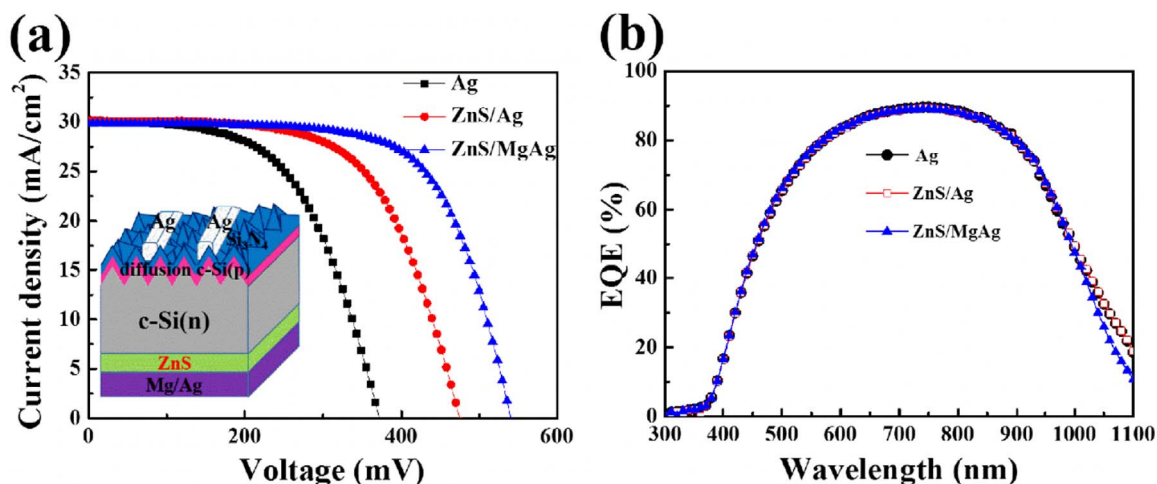 (a)
Current density (mA/cm²)
35
30
25
20
15
10
5
0
0 200 400 600
Voltage (mV)
Ag
ZnS/Ag
ZnS/MgAg
Ag Ag
Si₃N₄
diffusion c-Si(p)
c-Si(n)
ZnS
Mg/Ag
(b)
EQE (%)
100
80
60
40
20
0
300 400 500 600 700 800 900 1000 1100
Wavelength (nm)
Ag
ZnS/Ag
ZnS/MgAg